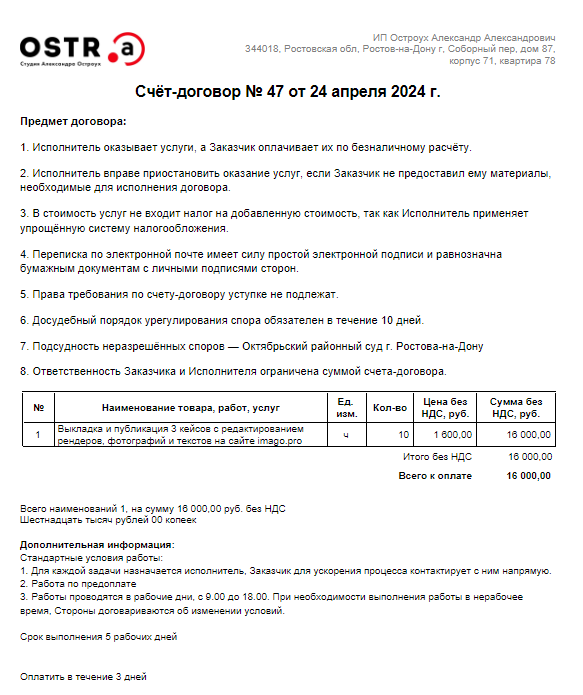 OSTR.a
Студия Александра Остроух
ИП Остроух Александр Александрович
344018, Ростовская обл, Ростов-на-Дону г, Соборный пер, дом 87,
корпус 71, квартира 78
Счёт-договор № 47 от 24 апреля 2024 г.
Предмет договора:
1. Исполнитель оказывает услуги, а Заказчик оплачивает их по безналичному расчёту.
2. Исполнитель вправе приостановить оказание услуг, если Заказчик не предоставил ему материалы,
необходимые для исполнения договора.
3. В стоимость услуг не входит налог на добавленную стоимость, так как Исполнитель применяет
упрощённую систему налогообложения.
4. Переписка по электронной почте имеет силу простой электронной подписи и равнозначна
бумажным документам с личными подписями сторон.
5. Права требования по счету-договору уступке не подлежат.
6. Досудебный порядок урегулирования спора обязателен в течение 10 дней.
7. Подсудность неразрешённых споров — Октябрьский районный суд г. Ростова-на-Дону
8. Ответственность Заказчика и Исполнителя ограничена суммой счета-договора.
№ Наименование товара, работ, услуг Ед. изм. Кол-во Цена без НДС, руб. Сумма без НДС, руб.
1 Выкладка и публикация 3 кейсов с редактированием рендеров, фотографий и текстов на сайте imago.pro ч 10 1 600,00 16 000,00
Итого без НДС 16 000,00
Всего к оплате 16 000,00
Всего наименований 1, на сумму 16 000,00 руб. без НДС
Шестнадцать тысяч рублей 00 копеек
Дополнительная информация:
Стандартные условия работы:
1. Для каждой задачи назначается исполнитель, Заказчик для ускорения процесса контактирует с ним напрямую.
2. Работа по предоплате
3. Работы проводятся в рабочие дни, с 9.00 до 18.00. При необходимости выполнения работы в нерабочее
время, Стороны договариваются об изменении условий.
Срок выполнения 5 рабочих дней
Оплатить в течение 3 дней